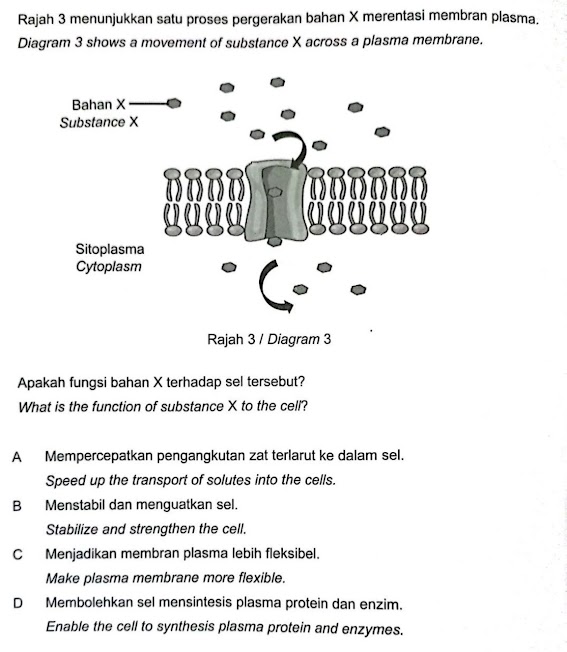 Rajah 3 menunjukkan satu proses pergerakan bahan X merentasi membran plasma.
Diagram 3 shows a movement of substance X across a plasma membrane.
Bahan X
Substance X
Sitoplasma
Cytoplasm
Rajah 3 / Diagram 3
Apakah fungsi bahan X terhadap sel tersebut?
What is the function of substance X to the cell?
A Mempercepatkan pengangkutan zat terlarut ke dalam sel.
Speed up the transport of solutes into the cells.
B Menstabil dan menguatkan sel.
Stabilize and strengthen the cell.
C Menjadikan membran plasma lebih fleksibel.
Make plasma membrane more flexible.
D Membolehkan sel mensintesis plasma protein dan enzim.
Enable the cell to synthesis plasma protein and enzymes.